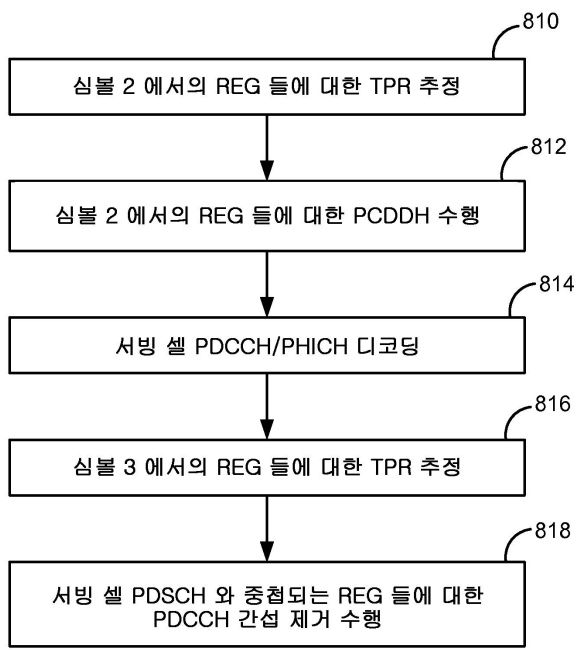 810
심볼 2 에서의 REG 들에 대한 TPR 추정
812
심볼 2 에서의 REG 들에 대한 PCDDH 수행
814
서빙 셀 PDCCH/PHICH 디코딩
816
심볼 3 에서의 REG 들에 대한 TPR 추정
818
서빙 셀 PDSCH 와 중첩되는 REG 들에 대한
PDCCH 간섭 제거 수행